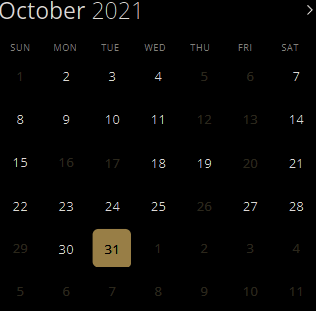 October 2021
SUN MON TUE WED THU FRI SAT
1 2 3 4 5 6 7
8 9 10 11 12 13 14
15 16 17 18 19 20 21
22 23 24 25 26 27 28
29 30 31 1 2 3 4
5 6 7 8 9 10 11